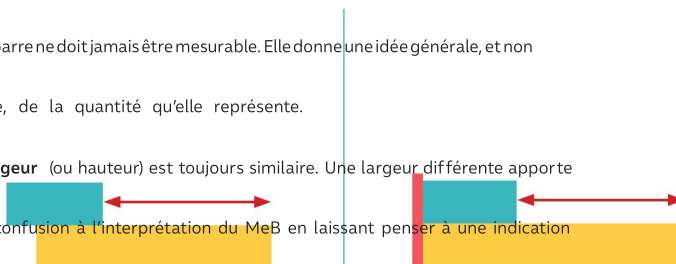 barre ne doit jamais être mesurable. Elle donne une idée générale, et non
de la quantité qu'elle représente.
geur (ou hauteur) est toujours similaire. Une largeur différente apporte
confusion à l'interprétation du MeB en laissant penser à une indication